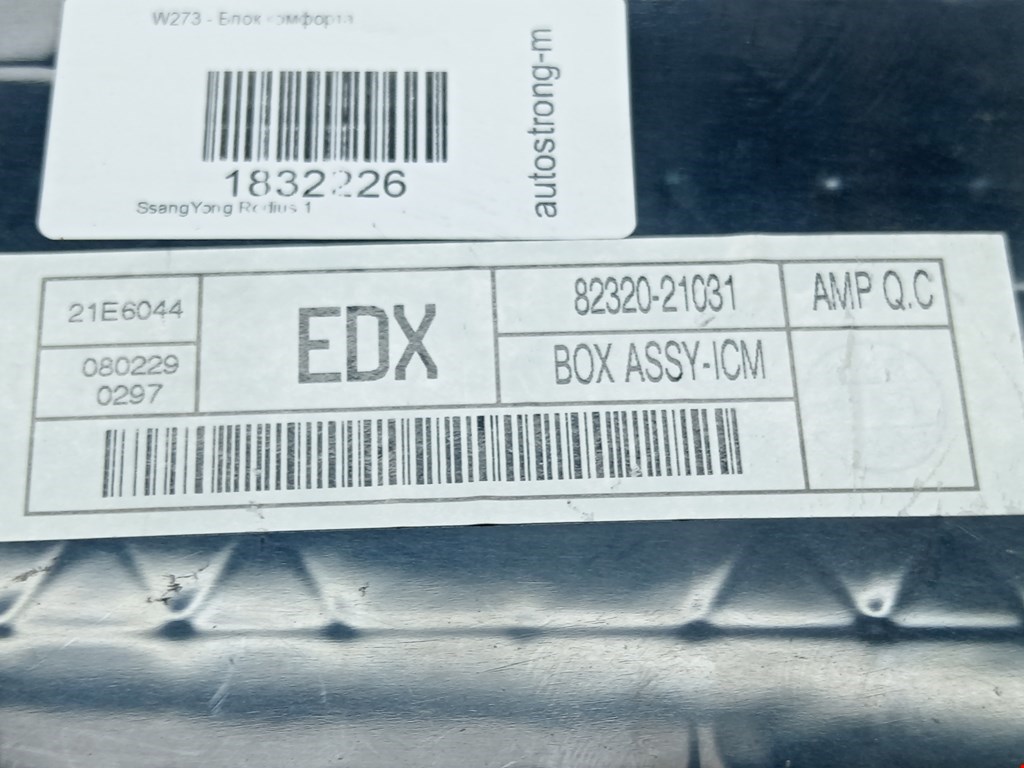 W273 - Блок комфорта
1832226
SsangYong Rodius 1
autostrong-m
21E6044
080229
0297
EDX
82320-21031
BOX ASSY-ICM
AMP Q.C